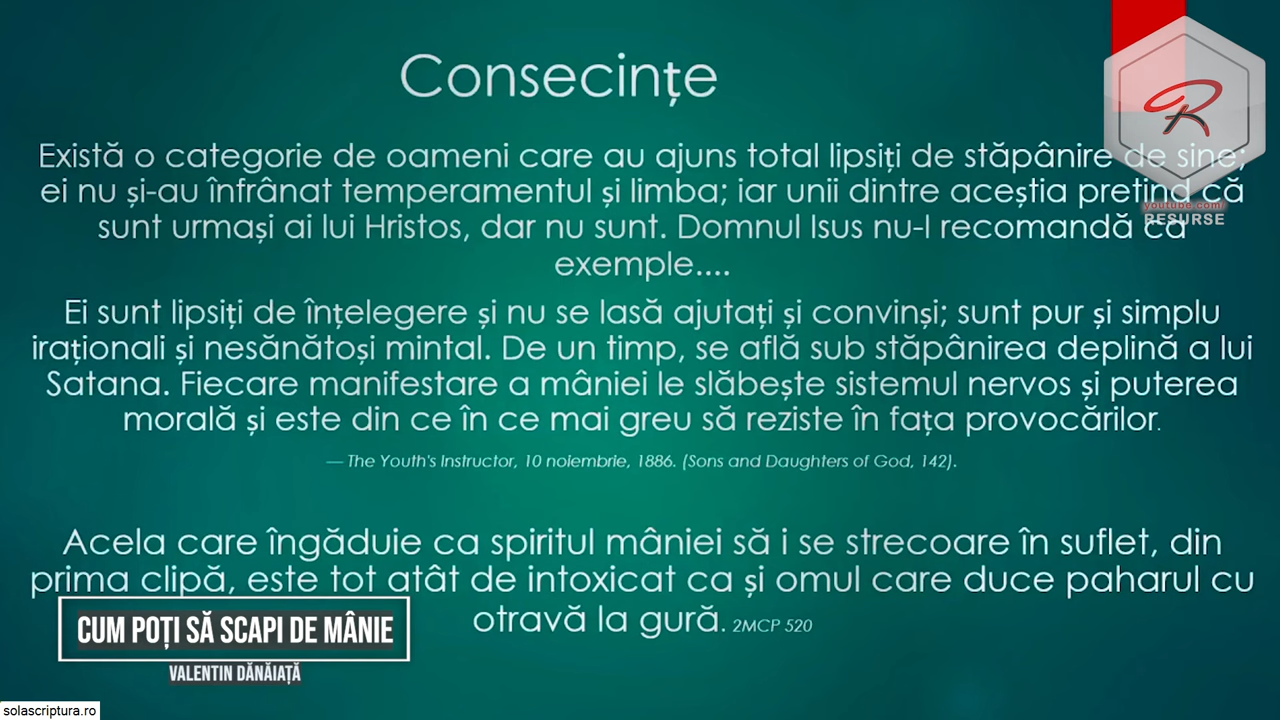 Consecințe
Există o categorie de oameni care au ajuns total lipsiți de stăpânire de sine;
ei nu și-au înfrânat temperamentul și limba; iar unii dintre aceștia pretind că
sunt urmași ai lui Hristos, dar nu sunt. Domnul Isus nu-l recomandă ca
exemple....
Ei sunt lipsiți de înțelegere și nu se lasă ajutați și convinși; sunt pur și simplu
iraționali și nesănătoși mintal. De un timp, se află sub stăpânirea deplină a lui
Satana. Fiecare manifestare a mâniei le slăbește sistemul nervos și puterea
morală și este din ce în ce mai greu să reziste în fața provocărilor.
— The Youth's Instructor, 10 noiembrie, 1886. (Sons and Daughters of God, 142).
Acela care îngăduie ca spiritul mâniei să i se strecoare în suflet, din
prima clipă, este tot atât de intoxicat ca și omul care duce paharul cu
otravă la gură. 2MCP 520
R
youtube.com/
RESURSE
CUM POȚI SĂ SCAPI DE MÂNIE
VALENTIN DĂNĂIAȚĂ
solascriptura.ro